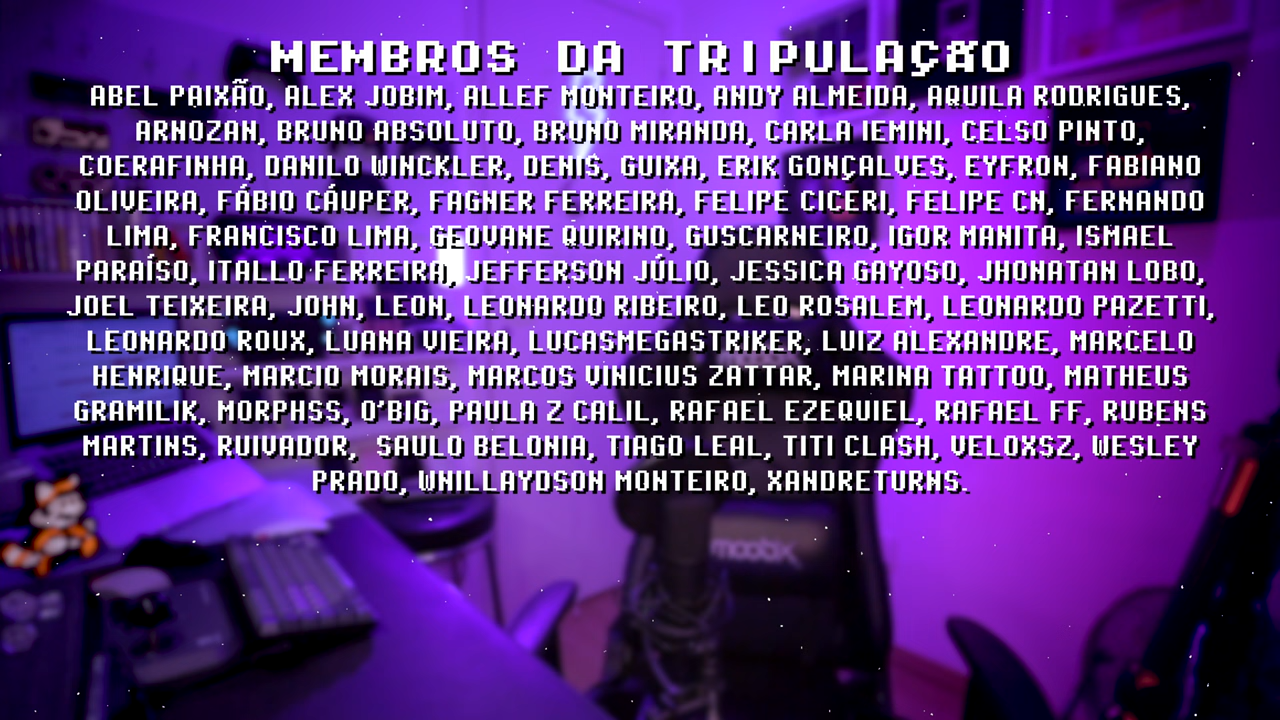 MEMBROS DA TRIPULAÇÃO
ABEL PAIXÃO, ALEX JOBIM, ALLEF MONTEIRO, ANDY ALMEIDA, AQUILA RODRIGUES,
ARNOZAN, BRUNO ABSOLUTO, BRUNO MIRANDA, CARLA IEMINI, CELSO PINTO,
COERAFINHA, DANILO WINCKLER, DENIS, GUIXA, ERIK GONÇALVES, EYFRON, FABIANO
OLIVEIRA, FÁBIO CÁUPER, FAGNER FERREIRA, FELIPE CICERI, FELIPE CN, FERNANDO
LIMA, FRANCISCO LIMA, GEOVANE QUIRINO, GUSCARNEIRO, IGOR MANITA, ISMAEL
PARAÍSO, ITALLO FERREIRA, JEFFERSON JÚLIO, JESSICA GAYOSO, JHONATAN LOBO,
JOEL TEIXEIRA, JOHN, LEON, LEONARDO RIBEIRO, LEO ROSALEM, LEONARDO PAZETTI,
LEONARDO ROUX, LUANA VIEIRA, LUCASMEGASTRIKER, LUIZ ALEXANDRE, MARCELO
HENRIQUE, MARCIO MORAIS, MARCOS VINICIUS ZATTAR, MARINA TATTOO, MATHEUS
GRAMILIK, MORPHSS, O'BIG, PAULA Z CALIL, RAFAEL EZEQUIEL, RAFAEL FF, RUBENS
MARTINS, RUIVADOR, SAULO BELONIA, TIAGO LEAL, TITI CLASH, VELOXSZ, WESLEY
PRADO, WHILLAYDSON MONTEIRO, XANDRETURNS.